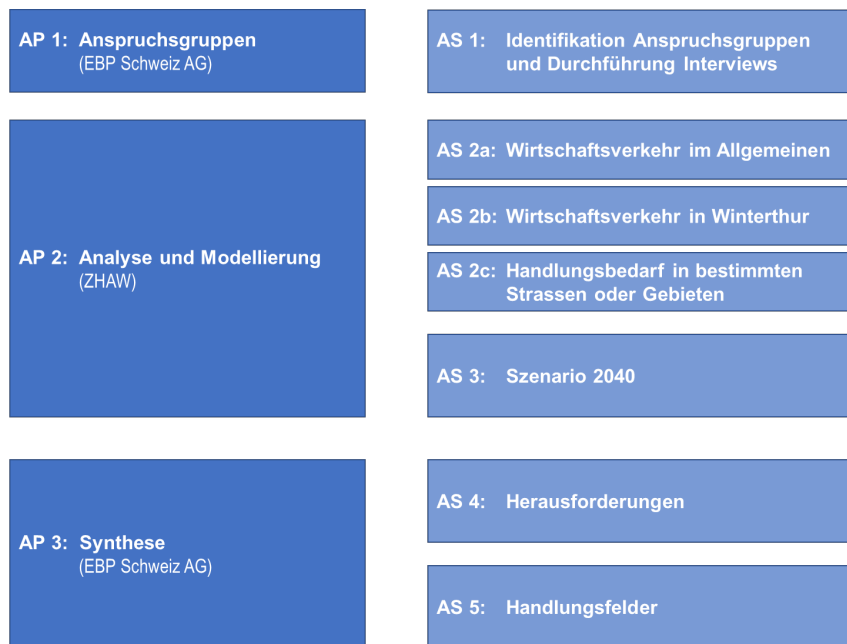 AP 1: Anspruchsgruppen
(EBP Schweiz AG)
AS 1: Identifikation Anspruchsgruppen
und Durchführung Interviews
AP 2: Analyse und Modellierung
(ZHAW)
AS 2a: Wirtschaftsverkehr im Allgemeinen
AS 2b: Wirtschaftsverkehr in Winterthur
AS 2c: Handlungsbedarf in bestimmten
Strassen oder Gebieten
AS 3: Szenario 2040
AP 3: Synthese
(EBP Schweiz AG)
AS 4: Herausforderungen
AS 5: Handlungsfelder